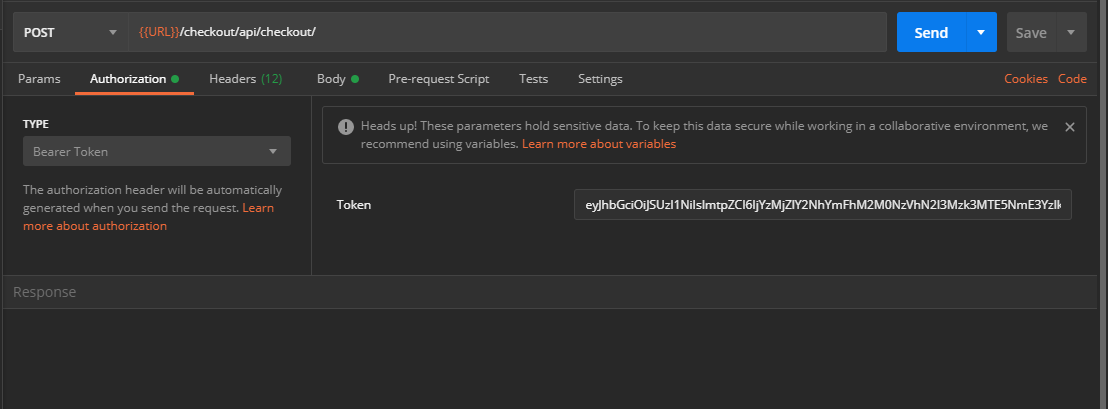 POST {{URL}}/checkout/api/checkout/ Send Save
Params Authorization Headers (12) Body Pre-request Script Tests Settings Cookies Code
TYPE
Bearer Token
The authorization header will be automatically
generated when you send the request. Learn
more about authorization
Heads up! These parameters hold sensitive data. To keep this data secure while working in a collaborative environment, we
recommend using variables. Learn more about variables
Token
Response